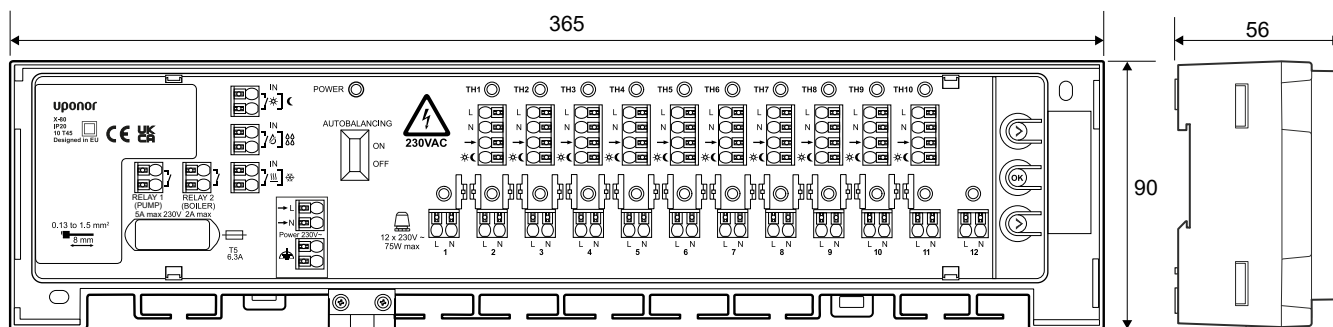 365
56
90
uponor
X-80
IP20
10 T45
Designed in EU
CE UK CA
IN
IN
IN
POWER
AUTOBALANCING
ON
OFF
230VAC
TH1 TH2 TH3 TH4 TH5 TH6 TH7 TH8 TH9 TH10
L
N
OK
RELAY 1
(PUMP)
RELAY 2
(BOILER)
5A max 230V 2A max
0.13 to 1.5 mm²
8 mm
T5
6.3A
L
N
Power 230V~
12 x 230V ~
75W max
L N L N L N L N L N L N L N L N L N L N L N L N
1 2 3 4 5 6 7 8 9 10 11 12